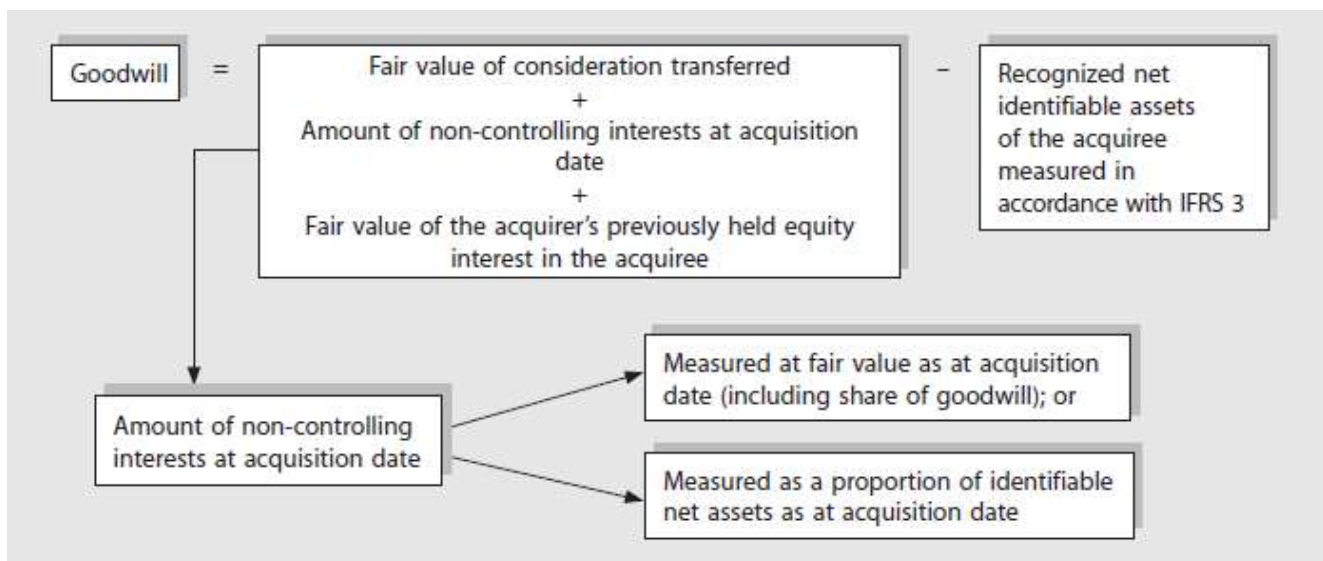 Goodwill
=
Fair value of consideration transferred
+
Amount of non-controlling interests at acquisition
date
+
Fair value of the acquirer's previously held equity
interest in the acquiree
–
Recognized net
identifiable assets
of the acquiree
measured in
accordance with IFRS 3
Amount of non-controlling
interests at acquisition date
Measured at fair value as at acquisition
date (including share of goodwill); or
Measured as a proportion of identifiable
net assets as at acquisition date